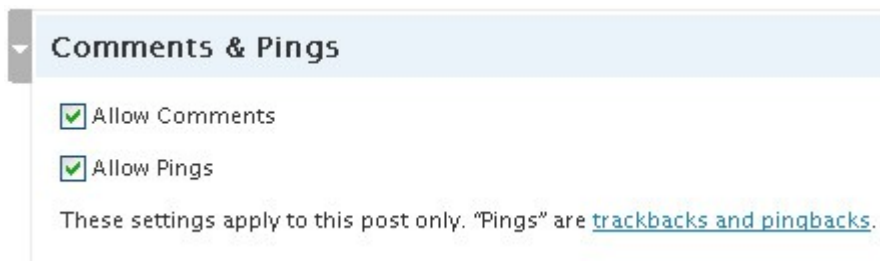 Comments & Pings
Allow Comments
Allow Pings
These settings apply to this post only. “Pings” are trackbacks and pingbacks.